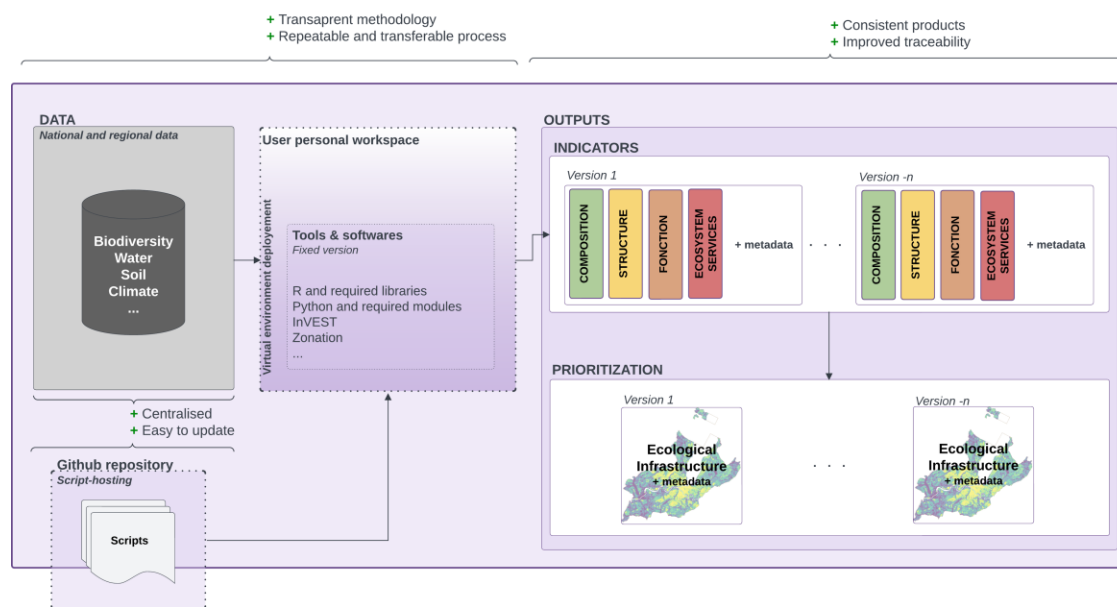 + Transaprent methodology
+ Repeatable and transferable process
+ Consistent products
+ Improved traceability
DATA
National and regional data
Biodiversity
Water
Soil
Climate
...
+ Centralised
+ Easy to update
Github repository
Script-hosting
Scripts
User personal workspace
Virtual environment deployement
Tools & softwares
Fixed version
R and required libraries
Python and required modules
InVEST
Zonation
...
OUTPUTS
INDICATORS
Version 1
COMPOSITION
STRUCTURE
FONCTION
ECOSYSTEM
SERVICES
+ metadata
. . .
Version -n
COMPOSITION
STRUCTURE
FONCTION
ECOSYSTEM
SERVICES
+ metadata
PRIORITIZATION
Version 1
Ecological
Infrastructure
+ metadata
. . .
Version -n
Ecological
Infrastructure
+ metadata